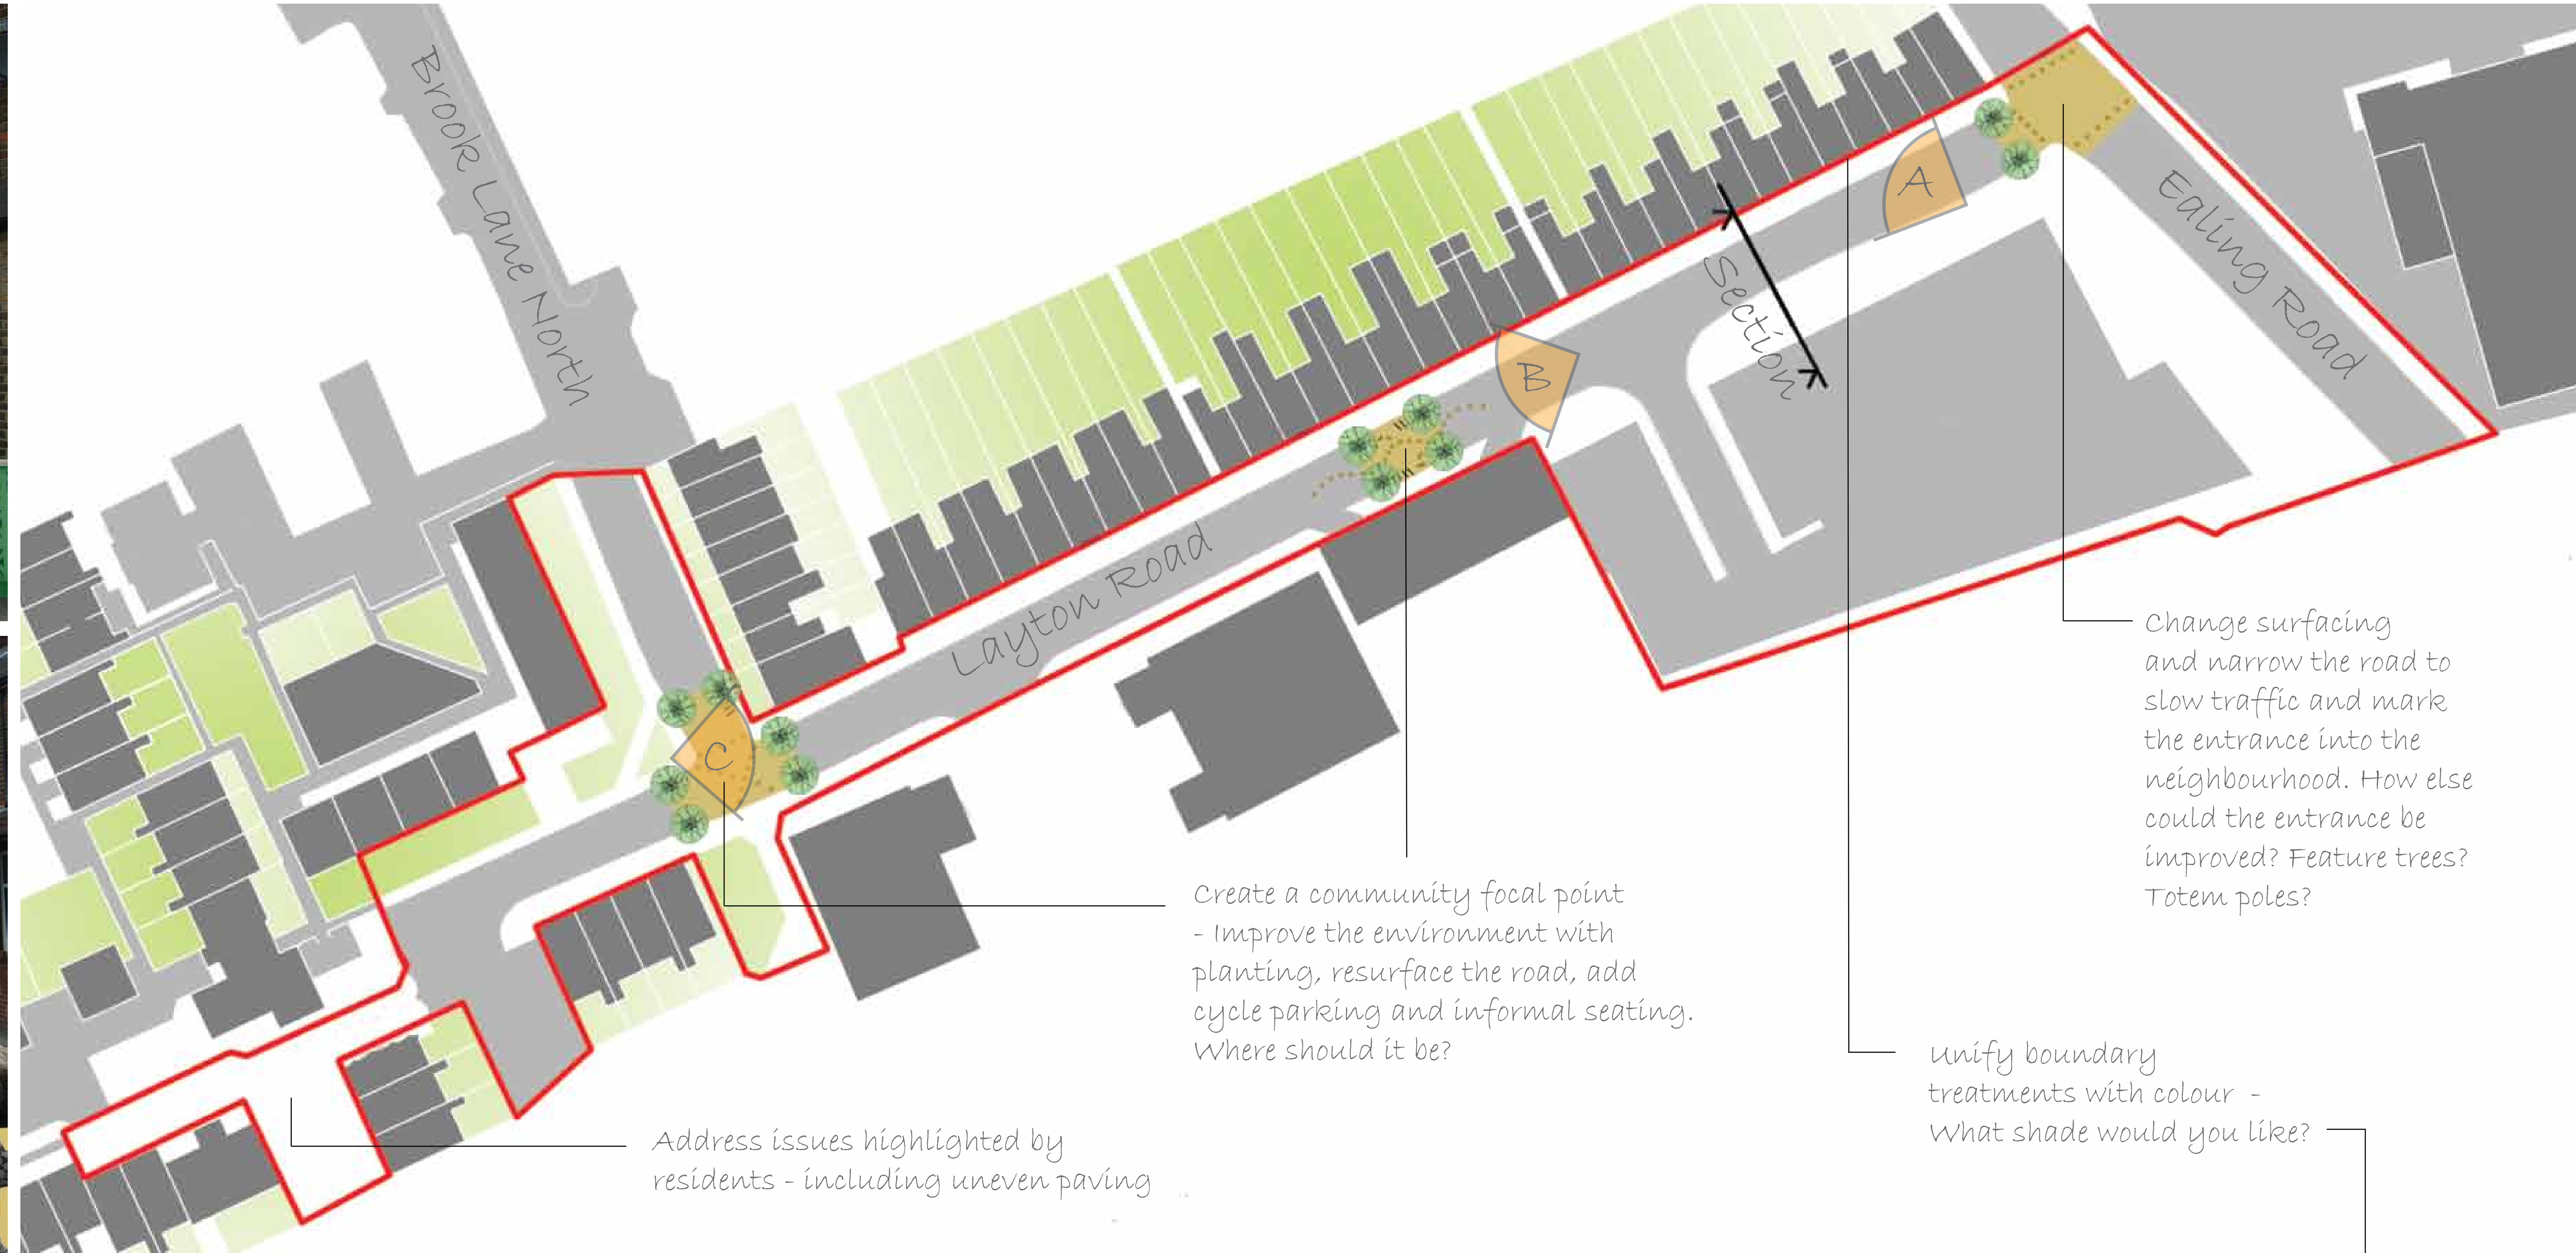 Brook Lane North
A
Ealing Road
Section
B
Layton Road
C
Change surfacing
and narrow the road to
slow traffic and mark
the entrance into the
neighbourhood. How else
could the entrance be
improved? Feature trees?
Totem poles?
Create a community focal point
- Improve the environment with
planting, resurface the road, add
cycle parking and informal seating.
Where should it be?
Unify boundary
treatments with colour -
What shade would you like?
Address issues highlighted by
residents - including uneven paving